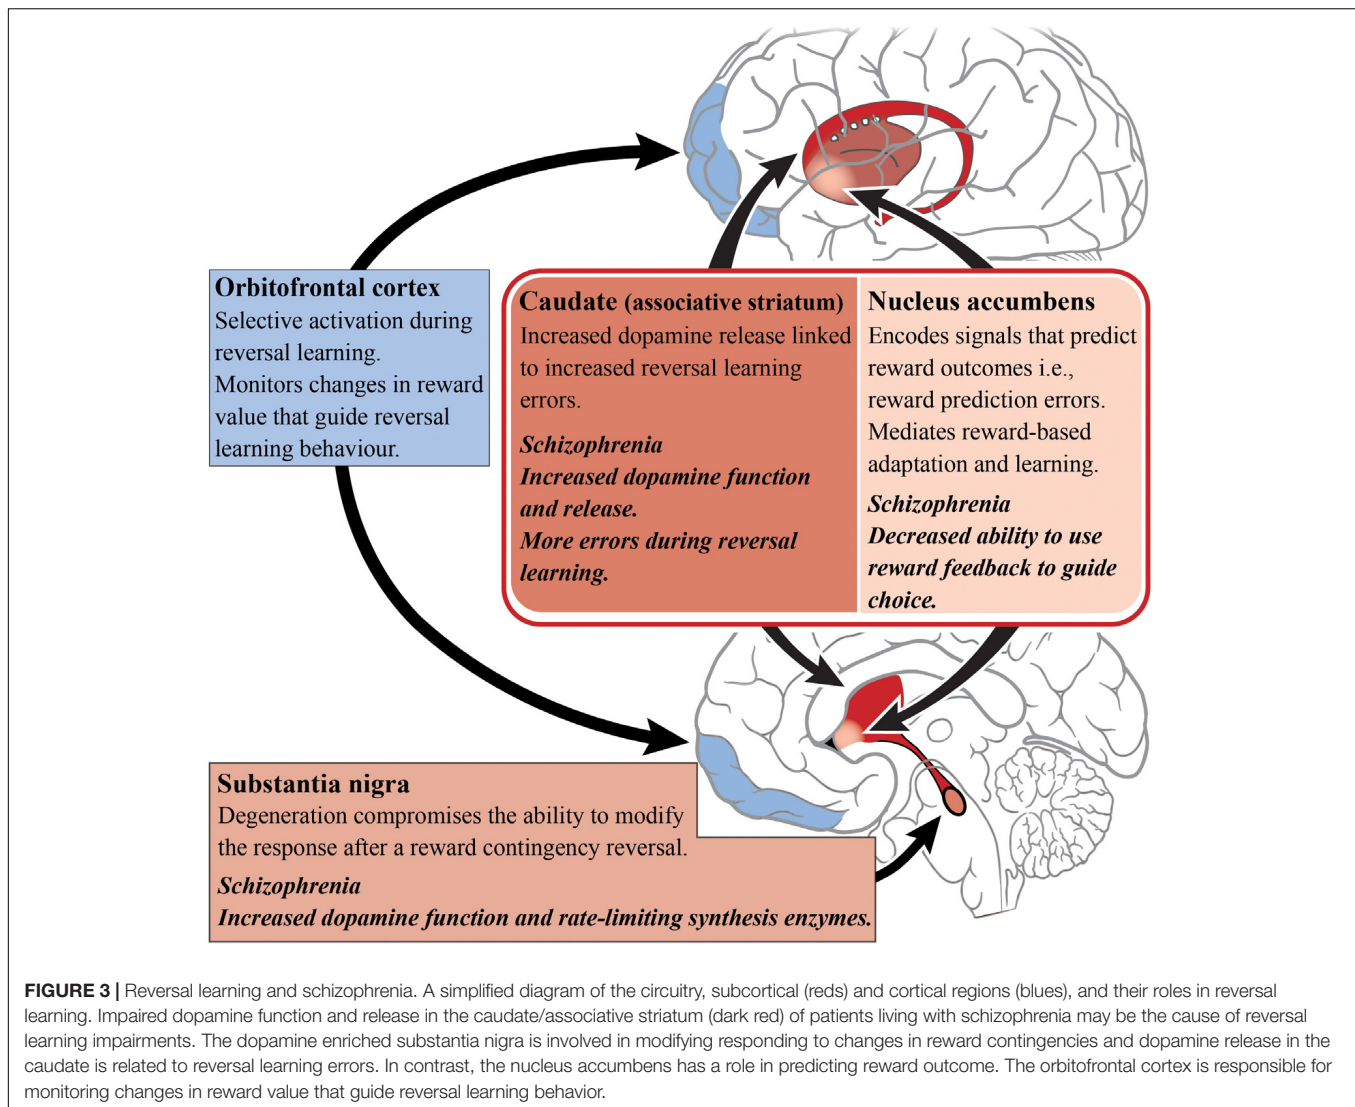 Orbitofrontal cortex
Selective activation during
reversal learning.
Monitors changes in reward
value that guide reversal
learning behaviour.
Caudate (associative striatum)
Increased dopamine release linked
to increased reversal learning
errors.
Schizophrenia
Increased dopamine function
and release.
More errors during reversal
learning.
Nucleus accumbens
Encodes signals that predict
reward outcomes i.e.,
reward prediction errors.
Mediates reward-based
adaptation and learning.
Schizophrenia
Decreased ability to use
reward feedback to guide
choice.
Substantia nigra
Degeneration compromises the ability to modify
the response after a reward contingency reversal.
Schizophrenia
Increased dopamine function and rate-limiting synthesis enzymes.
FIGURE 3 | Reversal learning and schizophrenia. A simplified diagram of the circuitry, subcortical (reds) and cortical regions (blues), and their roles in reversal
learning. Impaired dopamine function and release in the caudate/associative striatum (dark red) of patients living with schizophrenia may be the cause of reversal
learning impairments. The dopamine enriched substantia nigra is involved in modifying responding to changes in reward contingencies and dopamine release in the
caudate is related to reversal learning errors. In contrast, the nucleus accumbens has a role in predicting reward outcome. The orbitofrontal cortex is responsible for
monitoring changes in reward value that guide reversal learning behavior.